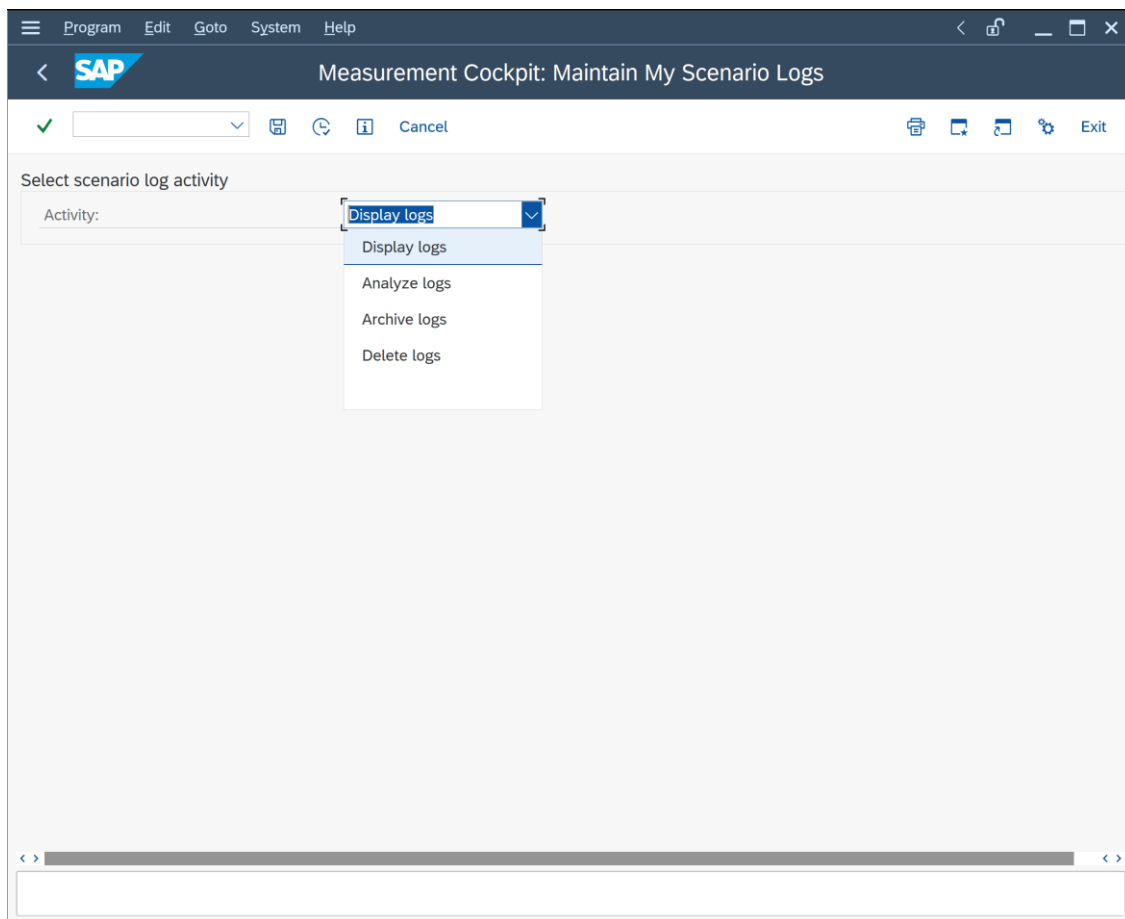 Program Edit Goto System Help
SAP Measurement Cockpit: Maintain My Scenario Logs
Cancel Exit
Select scenario log activity
Activity: Display logs
Display logs
Analyze logs
Archive logs
Delete logs